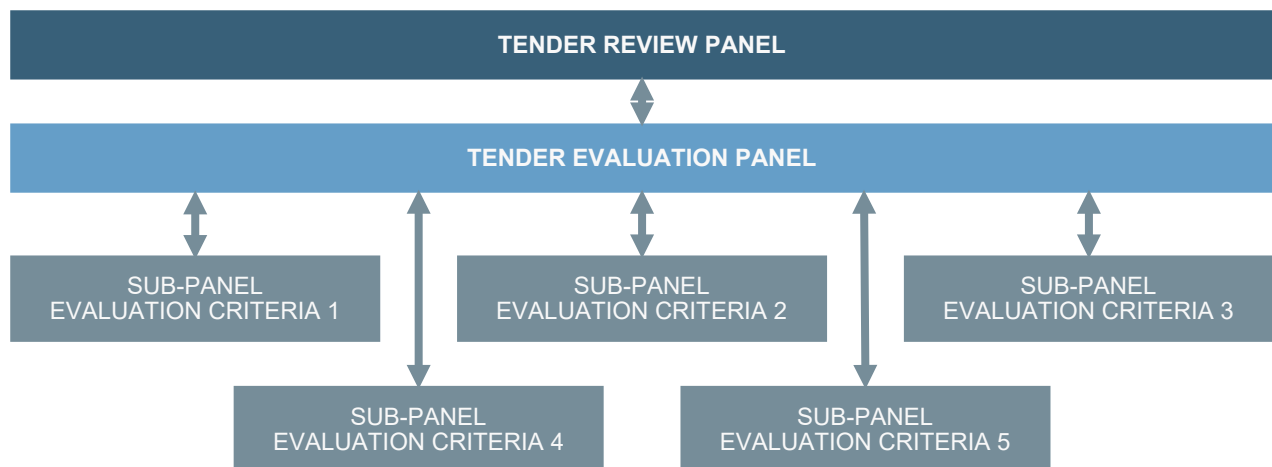 TENDER REVIEW PANEL
TENDER EVALUATION PANEL
SUB-PANEL
EVALUATION CRITERIA 1
SUB-PANEL
EVALUATION CRITERIA 2
SUB-PANEL
EVALUATION CRITERIA 3
SUB-PANEL
EVALUATION CRITERIA 4
SUB-PANEL
EVALUATION CRITERIA 5